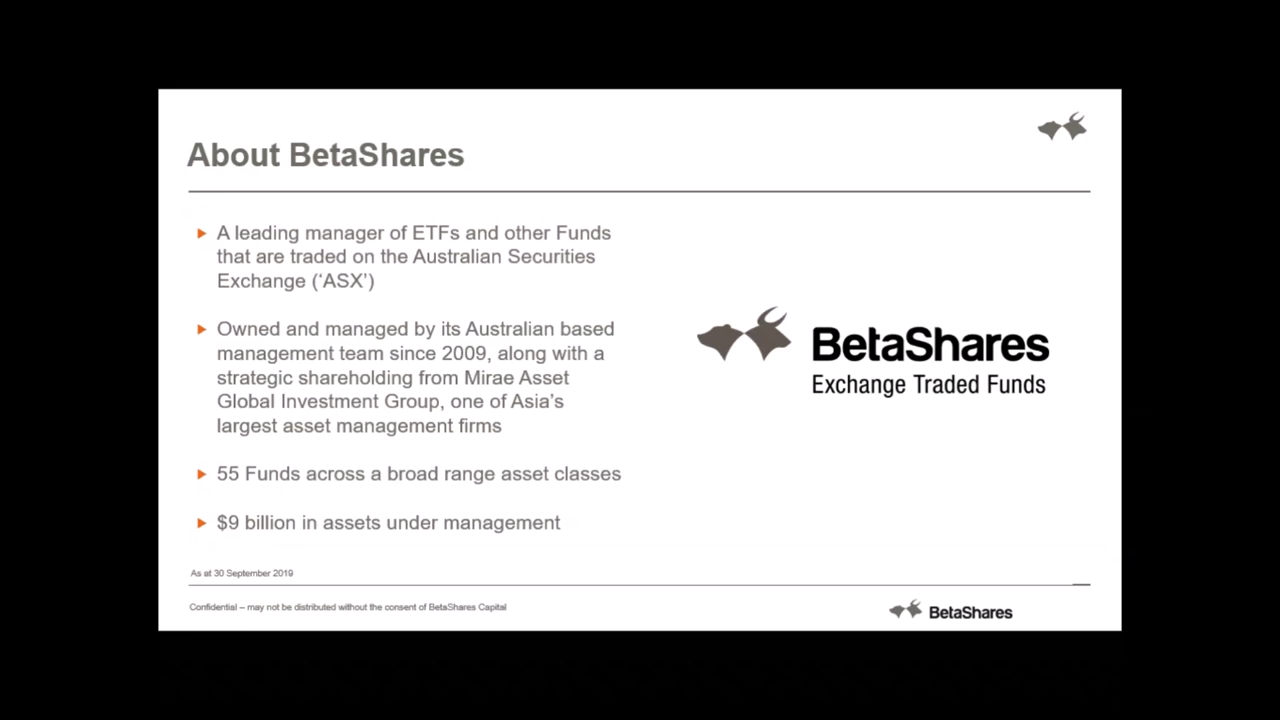 About BetaShares
A leading manager of ETFs and other Funds
that are traded on the Australian Securities
Exchange (‘ASX’)
Owned and managed by its Australian based
management team since 2009, along with a
strategic shareholding from Mirae Asset
Global Investment Group, one of Asia’s
largest asset management firms
55 Funds across a broad range asset classes
$9 billion in assets under management
BetaShares
Exchange Traded Funds
As at 30 September 2019
Confidential – may not be distributed without the consent of BetaShares Capital
BetaShares